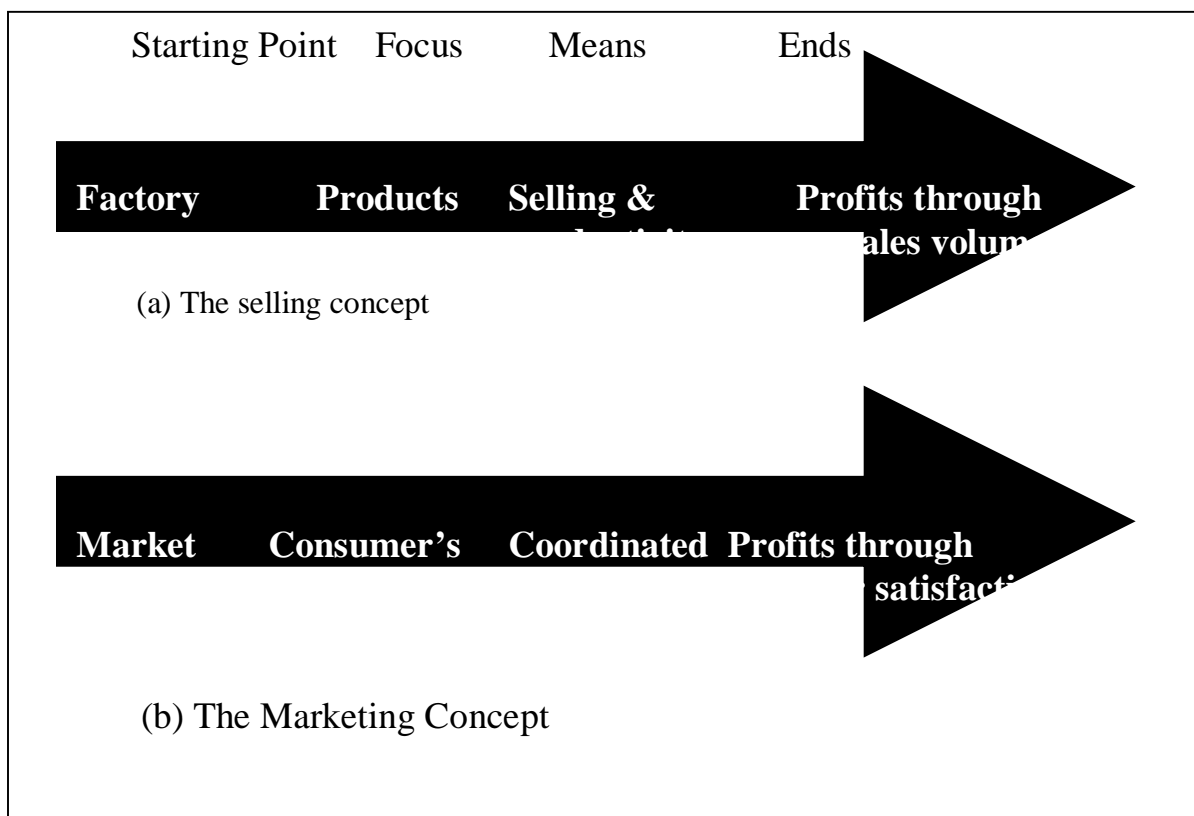 Starting Point Focus Means Ends
Factory Products Selling &
Profits through
(a) The selling concept
Market Consumer's Coordinated Profits through
satisfacti
(b) The Marketing Concept